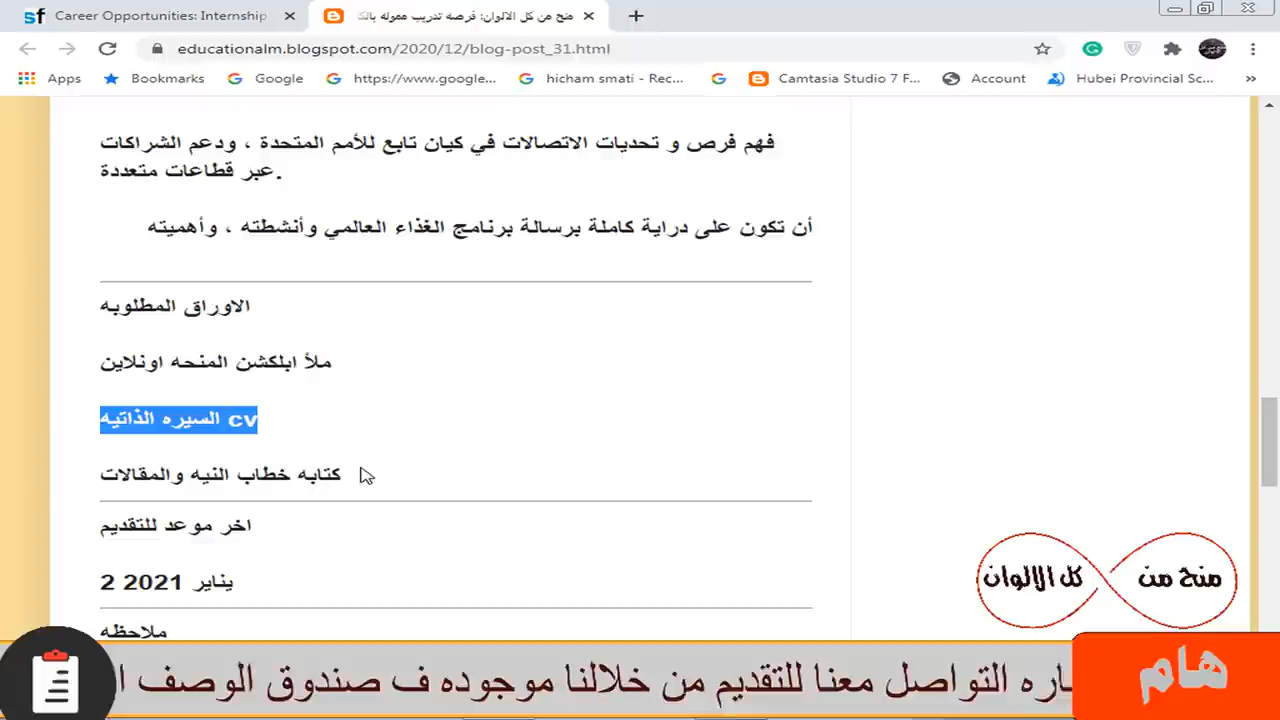 Career Opportunities: Internship
منح من كل الالوان: فرصه تدريب ممولة بالك
educationalm.blogspot.com/2020/12/blog-post_31.html
Apps
Bookmarks
Google
https://www.google...
hicham smati - Rec...
Camtasia Studio 7 F...
Account
Hubei Provincial Sc...
»
فهم فرص و تحديات الاتصالات في كيان تابع للأمم المتحدة ، ودعم الشراكات
عبر قطاعات متعددة.
أن تكون على دراية كاملة برسالة برنامج الغذاء العالمي وأنشطته ، وأهميته
الاوراق المطلوبه
ملأ ابلكشن المنحه اونلاين
السيره الذاتيه cv
كتابه خطاب النيه والمقالات
اخر موعد للتقديم
2 يناير 2021
ملاحظه
منح من كل الالوان
هام
اره التواصل معنا للتقديم من خلالنا موجوده ف صندوق الوصف ا